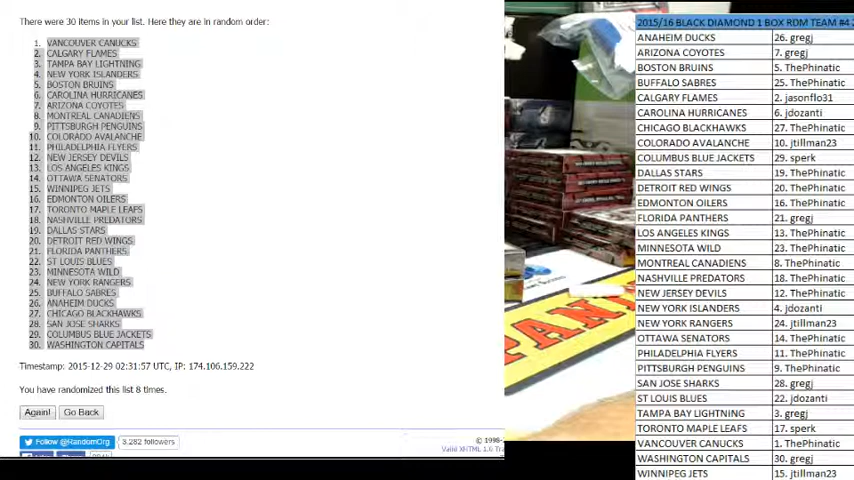 There were 30 items in your list. Here they are in random order:
1. VANCOUVER CANUCKS
2. CALGARY FLAMES
3. TAMPA BAY LIGHTNING
4. NEW YORK ISLANDERS
5. BOSTON BRUINS
6. CAROLINA HURRICANES
7. ARIZONA COYOTES
8. MONTREAL CANADIENS
9. PITTSBURGH PENGUINS
10. COLORADO AVALANCHE
11. PHILADELPHIA FLYERS
12. NEW JERSEY DEVILS
13. LOS ANGELES KINGS
14. OTTAWA SENATORS
15. WINNIPEG JETS
16. EDMONTON OILERS
17. TORONTO MAPLE LEAFS
18. NASHVILLE PREDATORS
19. DALLAS STARS
20. DETROIT RED WINGS
21. FLORIDA PANTHERS
22. ST LOUIS BLUES
23. MINNESOTA WILD
24. NEW YORK RANGERS
25. BUFFALO SABRES
26. ANAHEIM DUCKS
27. CHICAGO BLACKHAWKS
28. SAN JOSE SHARKS
29. COLUMBUS BLUE JACKETS
30. WASHINGTON CAPITALS
Timestamp: 2015-12-29 02:31:57 UTC, IP: 174.106.159.222
You have randomized this list 8 times.
Again! Go Back
Follow @RandomOrg 3,282 followers
© 1998-
Valid XHTML 1.0 Tra
PANI
2015/16 BLACK DIAMOND 1 BOX RDM TEAM #4
ANAHEIM DUCKS 26. gregj
ARIZONA COYOTES 7. gregj
BOSTON BRUINS 5. ThePhinatic
BUFFALO SABRES 25. ThePhinatic
CALGARY FLAMES 2. jasonflo31
CAROLINA HURRICANES 6. jdozanti
CHICAGO BLACKHAWKS 27. ThePhinatic
COLORADO AVALANCHE 10. jtillman23
COLUMBUS BLUE JACKETS 29. sperk
DALLAS STARS 19. ThePhinatic
DETROIT RED WINGS 20. ThePhinatic
EDMONTON OILERS 16. ThePhinatic
FLORIDA PANTHERS 21. gregj
LOS ANGELES KINGS 13. ThePhinatic
MINNESOTA WILD 23. ThePhinatic
MONTREAL CANADIENS 8. ThePhinatic
NASHVILLE PREDATORS 18. ThePhinatic
NEW JERSEY DEVILS 12. ThePhinatic
NEW YORK ISLANDERS 4. jdozanti
NEW YORK RANGERS 24. jtillman23
OTTAWA SENATORS 14. ThePhinatic
PHILADELPHIA FLYERS 11. ThePhinatic
PITTSBURGH PENGUINS 9. ThePhinatic
SAN JOSE SHARKS 28. gregj
ST LOUIS BLUES 22. jdozanti
TAMPA BAY LIGHTNING 3. gregj
TORONTO MAPLE LEAFS 17. sperk
VANCOUVER CANUCKS 1. ThePhinatic
WASHINGTON CAPITALS 30. gregj
WINNIPEG JETS 15. jtillman23